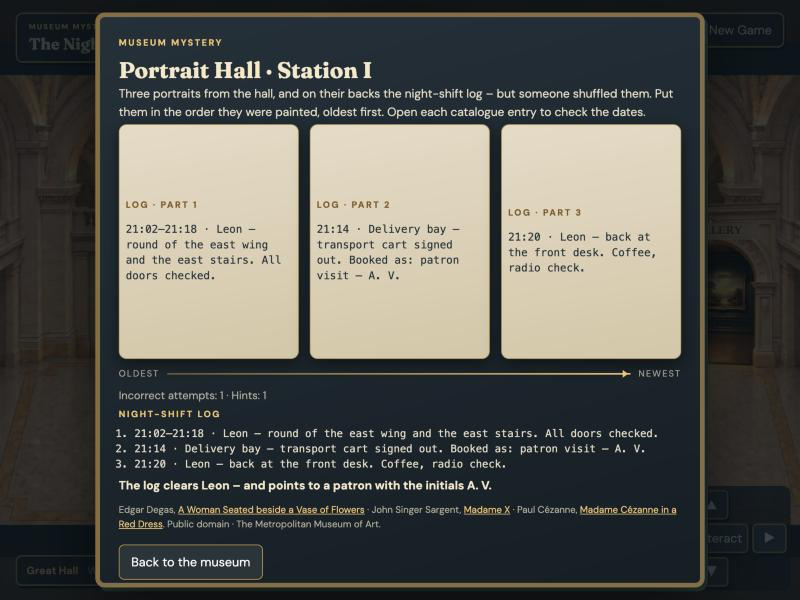 MUSEUM MYST
The Nig
New Game
MUSEUM MYSTERY
Portrait Hall · Station I
Three portraits from the hall, and on their backs the night-shift log – but someone shuffled them. Put
them in the order they were painted, oldest first. Open each catalogue entry to check the dates.
LOG · PART 1
21:02–21:18 · Leon –
round of the east wing
and the east stairs. All
doors checked.
LOG · PART 2
21:14 · Delivery bay –
transport cart signed
out. Booked as: patron
visit – A. V.
LOG · PART 3
21:20 · Leon – back at
the front desk. Coffee,
radio check.
LLERY
OLDEST
NEWEST
Incorrect attempts: 1 · Hints: 1
NIGHT-SHIFT LOG
1. 21:02–21:18 · Leon – round of the east wing and the east stairs. All doors checked.
2. 21:14 · Delivery bay – transport cart signed out. Booked as: patron visit – A. V.
3. 21:20 · Leon – back at the front desk. Coffee, radio check.
The log clears Leon – and points to a patron with the initials A. V.
Edgar Degas, A Woman Seated beside a Vase of Flowers · John Singer Sargent, Madame X · Paul Cézanne, Madame Cézanne in a
Red Dress. Public domain · The Metropolitan Museum of Art.
teract
Back to the museum
Great Hall